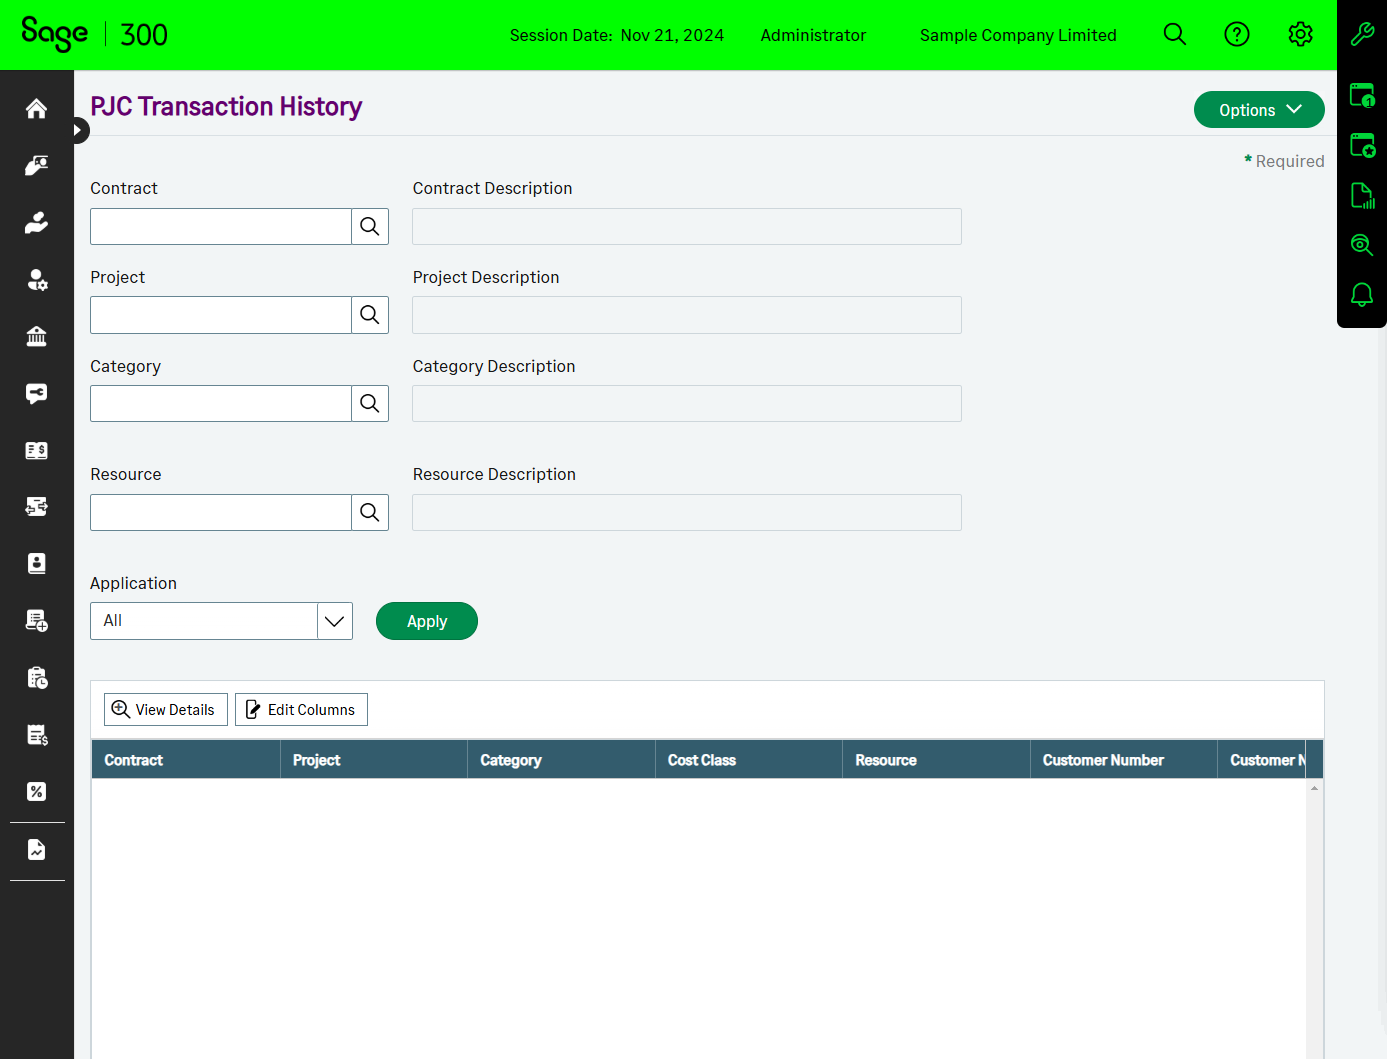 Sage 300
Session Date: Nov 21, 2024 Administrator Sample Company Limited
PJC Transaction History
Options
* Required
Contract Contract Description
Project Project Description
Category Category Description
Resource Resource Description
Application
All Apply
View Details Edit Columns
Contract Project Category Cost Class Resource Customer Number Customer N